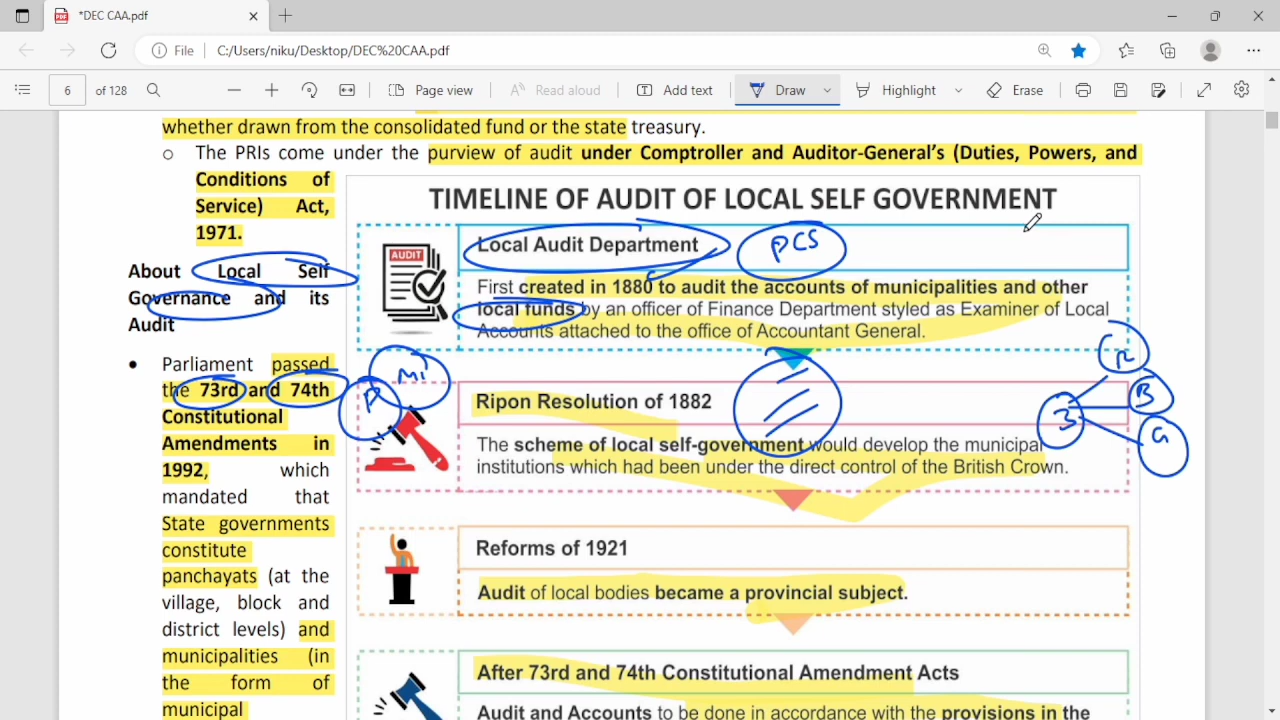 *DEC CAA.pdf
File C:/Users/niku/Desktop/DEC%20CAA.pdf
6 of 128 Page view Read aloud Add text Draw Highlight Erase
whether drawn from the consolidated fund or the state treasury.
The PRIs come under the purview of audit under Comptroller and Auditor-General's (Duties, Powers, and
Conditions of
Service) Act,
1971.
About Local Self
Governance and its
Audit
• Parliament passed
the 73rd and 74th
Constitutional
Amendments in
1992, which
mandated that
State governments
constitute
panchayats (at the
village, block and
district levels) and
municipalities (in
the form of
municipal
TIMELINE OF AUDIT OF LOCAL SELF GOVERNMENT
AUDIT
Local Audit Department
PCS
First created in 1880 to audit the accounts of municipalities and other
local funds by an officer of Finance Department styled as Examiner of Local
Accounts attached to the office of Accountant General.
P
3
B
G
Ripon Resolution of 1882
The scheme of local self-government would develop the municipal
institutions which had been under the direct control of the British Crown.
Reforms of 1921
Audit of local bodies became a provincial subject.
After 73rd and 74th Constitutional Amendment Acts
Audit and Accounts to be done in accordance with the provisions in the